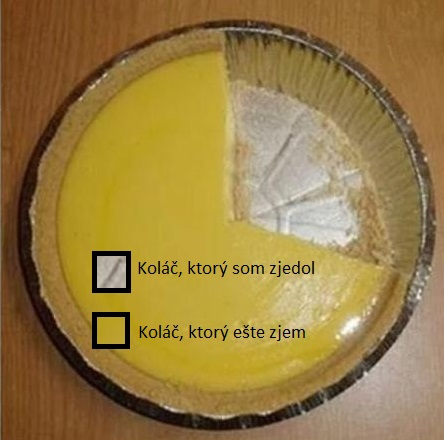 Koláč, ktorý som zjedol
Koláč, ktorý ešte zjem